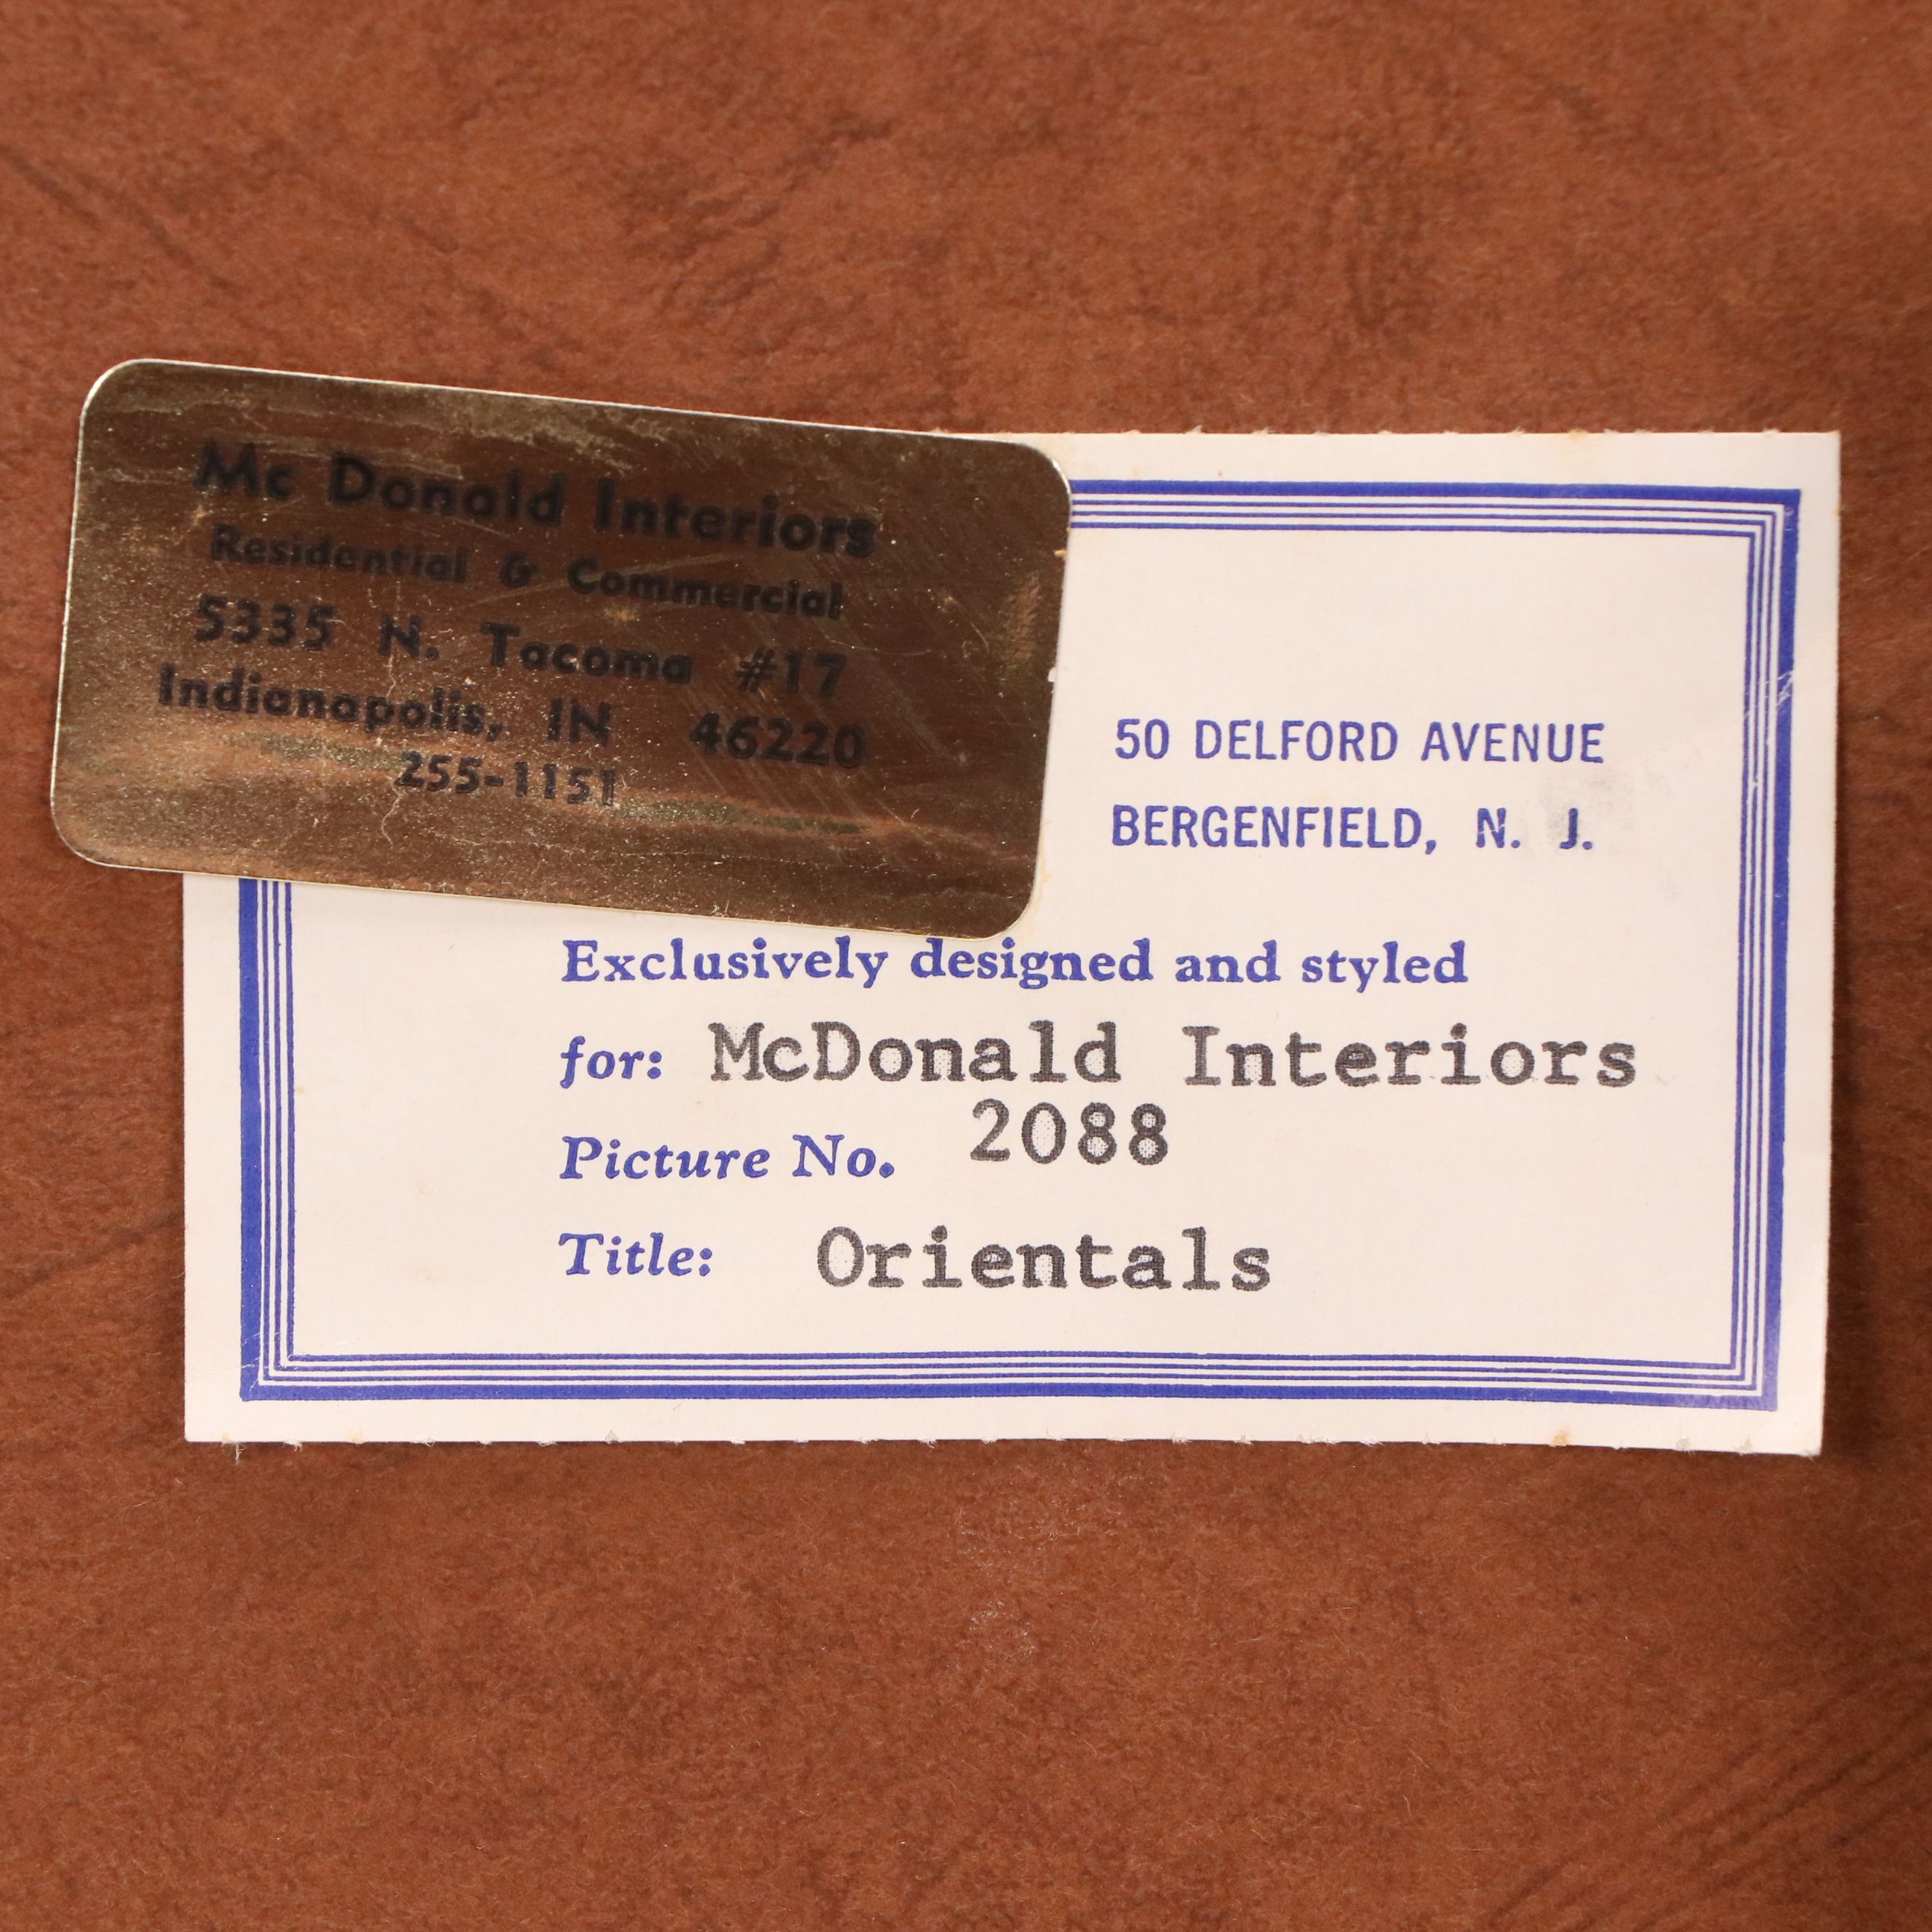 Mc Donald Interiors
Residential & Commercial
5335 N. Tacoma #17
Indianapolis, IN 46220
255-1151
50 DELFORD AVENUE
BERGENFIELD, N. J.
Exclusively designed and styled
for: McDonald Interiors
Picture No. 2088
Title: Orientals